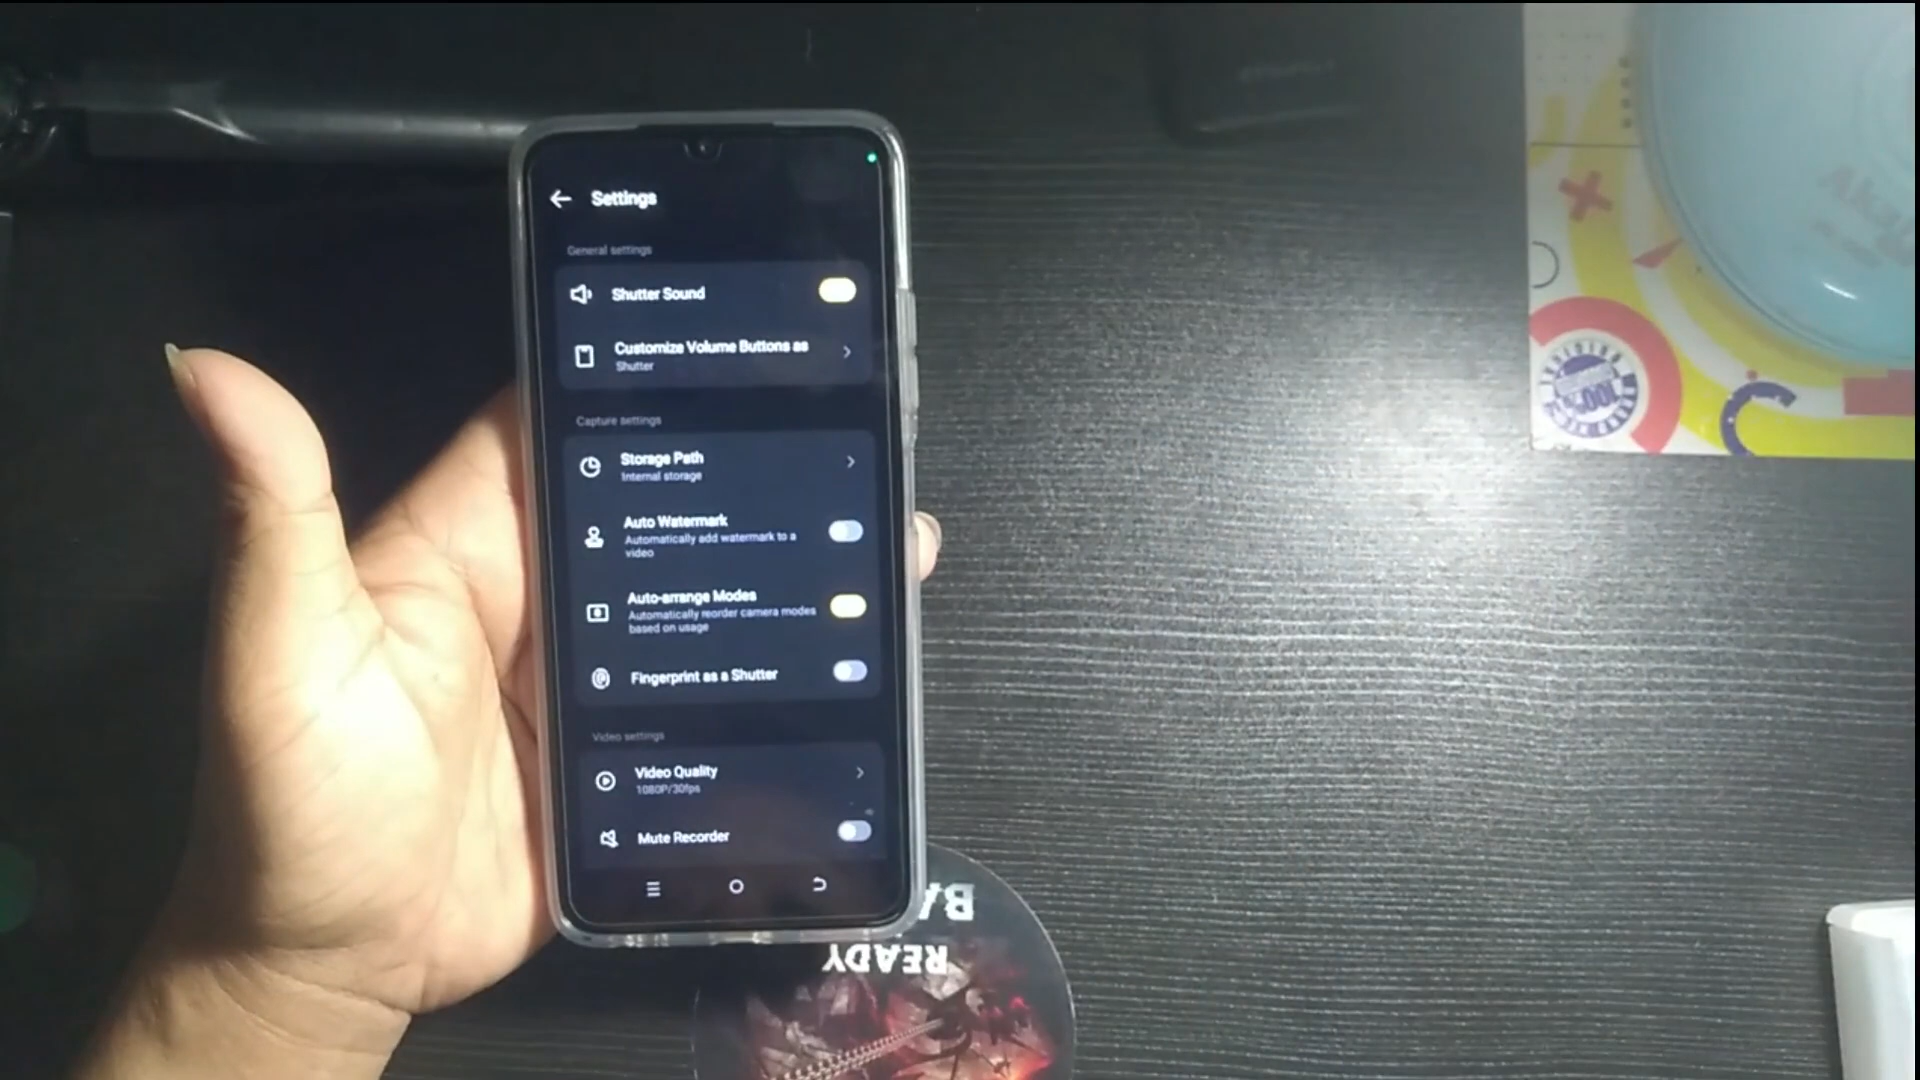 Settings
General settings
Shutter Sound
Customize Volume Buttons as
Shutter
Capture settings
Storage Path
Internal storage
Auto Watermark
Automatically add watermark to a
video
Auto-arrange Modes
Automatically reorder camera modes
based on usage
Fingerprint as a Shutter
Video settings
Video Quality
1080P/30fps
Mute Recorder
BA
READY
100%